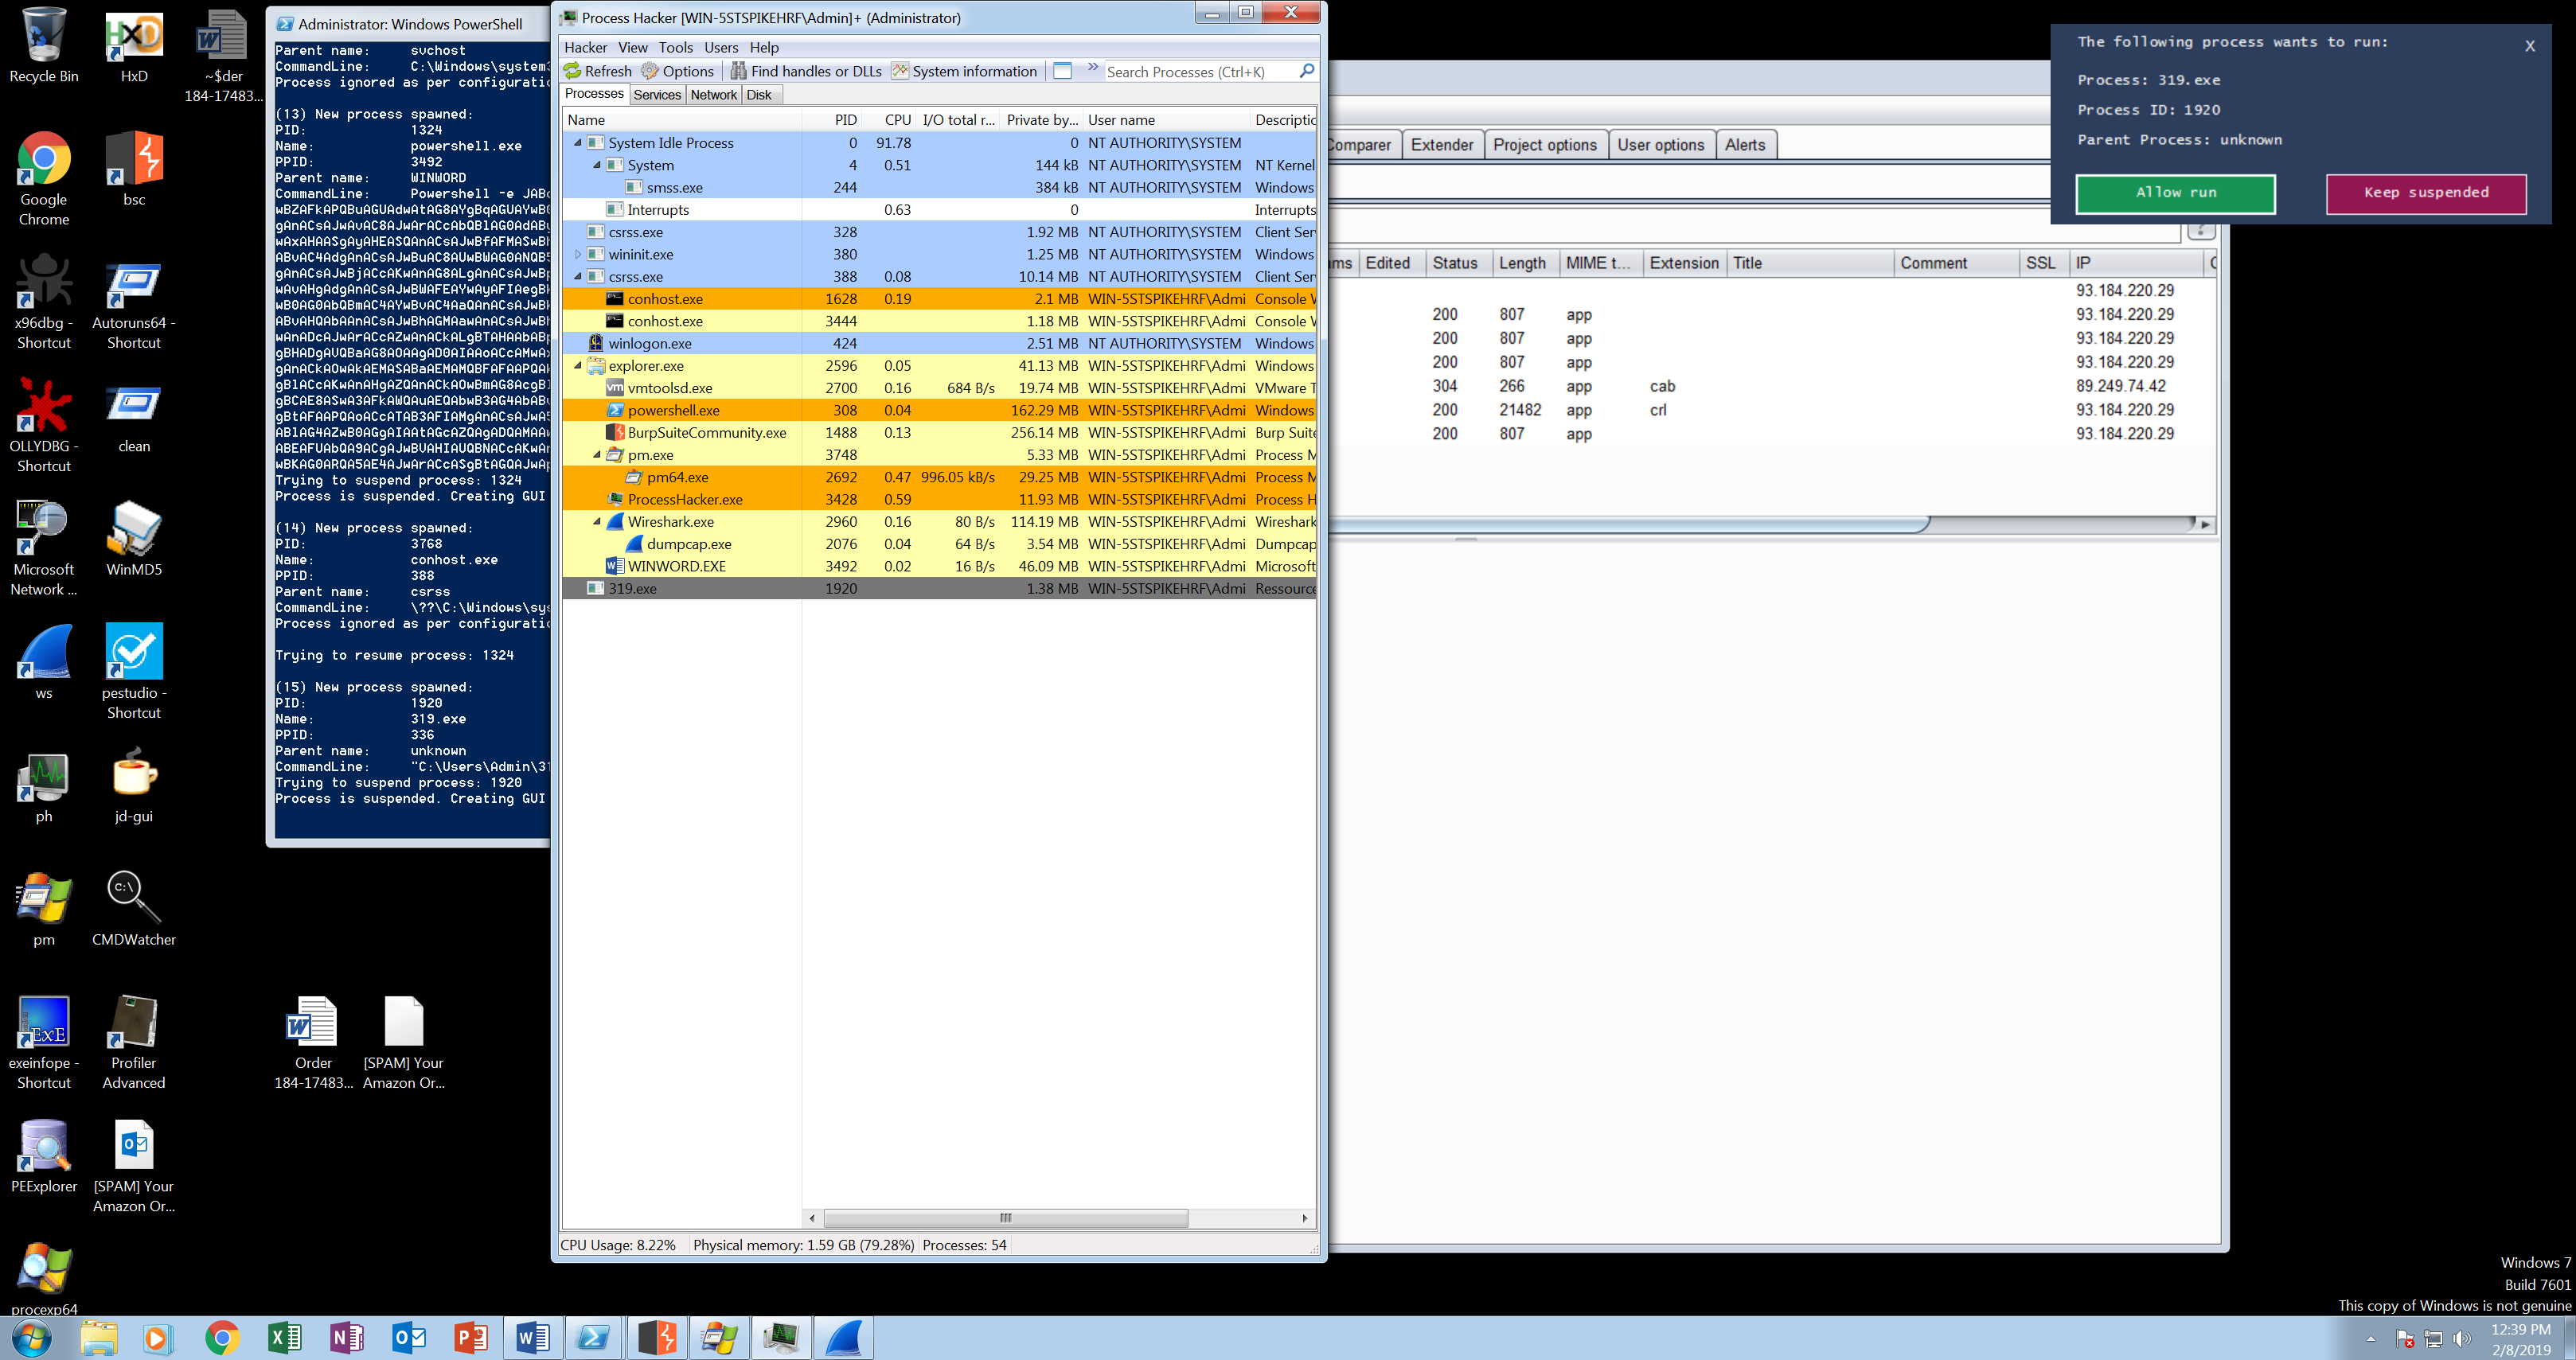 Recycle Bin
HxD
~$der
184-17483...
Google
Chrome
bsc
x96dbg -
Shortcut
Autoruns64 -
Shortcut
OLLYDBG -
Shortcut
clean
Microsoft
Network ...
WinMD5
ws
pestudio -
Shortcut
ph
jd-gui
pm
CMDWatcher
exeinfope -
Shortcut
Profiler
Advanced
Order
184-17483...
[SPAM] Your
Amazon Or...
PEExplorer
[SPAM] Your
Amazon Or...
procexp64
Administrator: Windows PowerShell
Parent name: svchost
CommandLine: C:\Windows\system3
Process ignored as per configuratio
(13) New process spawned:
PID: 1324
Name: powershell.exe
PPID: 3492
Parent name: WINWORD
CommandLine: Powershell -e JABo
Trying to suspend process: 1324
Process is suspended. Creating GUI
(14) New process spawned:
PID: 3768
Name: conhost.exe
PPID: 388
Parent name: csrss
CommandLine: \??\C:\Windows\sys
Process ignored as per configuratio
Trying to resume process: 1324
(15) New process spawned:
PID: 1920
Name: 319.exe
PPID: 336
Parent name: unknown
CommandLine: "C:\Users\Admin\31
Trying to suspend process: 1920
Process is suspended. Creating GUI
Process Hacker [WIN-5STSPIKEHRF\Admin]+ (Administrator)
Hacker View Tools Users Help
Refresh Options Find handles or DLLs System information » Search Processes (Ctrl+K)
Processes Services Network Disk
Name PID CPU I/O total r... Private by... User name Descriptio
System Idle Process 0 91.78 0 NT AUTHORITY\SYSTEM
System 4 0.51 144 kB NT AUTHORITY\SYSTEM NT Kernel
smss.exe 244 384 kB NT AUTHORITY\SYSTEM Windows
Interrupts 0.63 0 Interrupts
csrss.exe 328 1.92 MB NT AUTHORITY\SYSTEM Client Ser
wininit.exe 380 1.25 MB NT AUTHORITY\SYSTEM Windows
csrss.exe 388 0.08 10.14 MB NT AUTHORITY\SYSTEM Client Ser
conhost.exe 1628 0.19 2.1 MB WIN-5STSPIKEHRF\Admi Console W
conhost.exe 3444 1.18 MB WIN-5STSPIKEHRF\Admi Console W
winlogon.exe 424 2.51 MB NT AUTHORITY\SYSTEM Windows
explorer.exe 2596 0.05 41.13 MB WIN-5STSPIKEHRF\Admi Windows
vmtoolsd.exe 2700 0.16 684 B/s 19.74 MB WIN-5STSPIKEHRF\Admi VMware T
powershell.exe 308 0.04 162.29 MB WIN-5STSPIKEHRF\Admi Windows
BurpSuiteCommunity.exe 1488 0.13 256.14 MB WIN-5STSPIKEHRF\Admi Burp Suite
pm.exe 3748 5.33 MB WIN-5STSPIKEHRF\Admi Process M
pm64.exe 2692 0.47 996.05 kB/s 29.25 MB WIN-5STSPIKEHRF\Admi Process M
ProcessHacker.exe 3428 0.59 11.93 MB WIN-5STSPIKEHRF\Admi Process H
Wireshark.exe 2960 0.16 80 B/s 114.19 MB WIN-5STSPIKEHRF\Admi Wireshark
dumpcap.exe 2076 0.04 64 B/s 3.54 MB WIN-5STSPIKEHRF\Admi Dumpcap
WINWORD.EXE 3492 0.02 16 B/s 46.09 MB WIN-5STSPIKEHRF\Admi Microsoft
319.exe 1920 1.38 MB WIN-5STSPIKEHRF\Admi Ressource
CPU Usage: 8.22% Physical memory: 1.59 GB (79.28%) Processes: 54
Comparer Extender Project options User options Alerts
?
ms Edited Status Length MIME t... Extension Title Comment SSL IP
93.184.220.29
200 807 app 93.184.220.29
200 807 app 93.184.220.29
200 807 app 93.184.220.29
304 266 app cab 89.249.74.42
200 21482 app crl 93.184.220.29
200 807 app 93.184.220.29
The following process wants to run:
X
Process: 319.exe
Process ID: 1920
Parent Process: unknown
Allow run
Keep suspended
Windows 7
Build 7601
This copy of Windows is not genuine
12:39 PM
2/8/2019